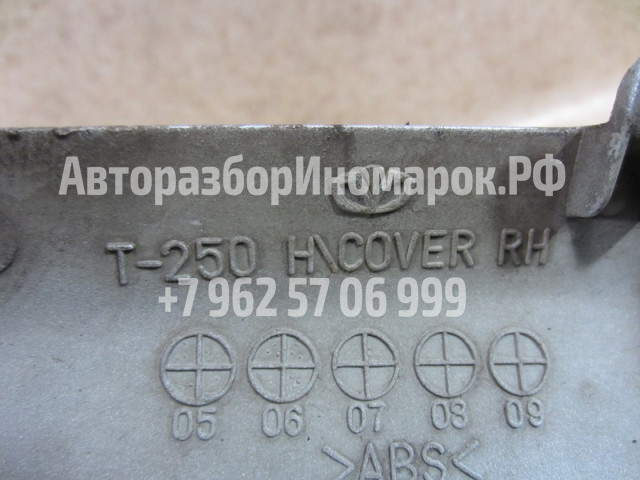 АвторазборИномарок.РФ
T-250 H\COVER RH
+7 962 57 06 999
05 06 07 08 09
>ABS<